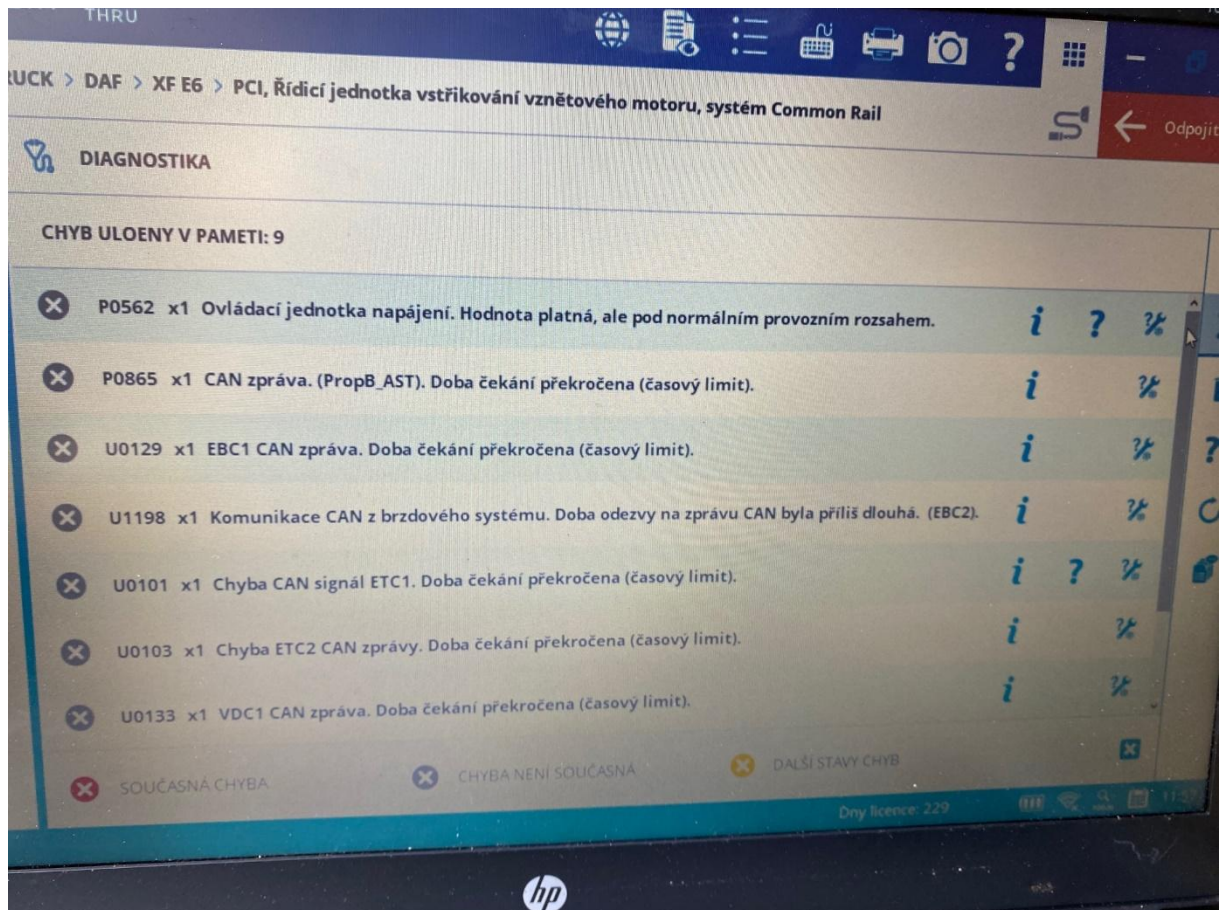 THRU
RUCK > DAF > XF E6 > PCI, Řídicí jednotka vstřikování vznětového motoru, systém Common Rail
Odpojit
DIAGNOSTIKA
CHYB ULOENY V PAMETI: 9
P0562 x1 Ovládací jednotka napájení. Hodnota platná, ale pod normálním provozním rozsahem.
P0865 x1 CAN zpráva. (PropB_AST). Doba čekání překročena (časový limit).
U0129 x1 EBC1 CAN zpráva. Doba čekání překročena (časový limit).
U1198 x1 Komunikace CAN z brzdového systému. Doba odezvy na zprávu CAN byla příliš dlouhá. (EBC2).
U0101 x1 Chyba CAN signál ETC1. Doba čekání překročena (časový limit).
U0103 x1 Chyba ETC2 CAN zprávy. Doba čekání překročena (časový limit).
U0133 x1 VDC1 CAN zpráva. Doba čekání překročena (časový limit).
SOUČASNÁ CHYBA
CHYBA NENÍ SOUČASNÁ
DALŠÍ STAVY CHYB
Dny licence: 229
11:57
hp